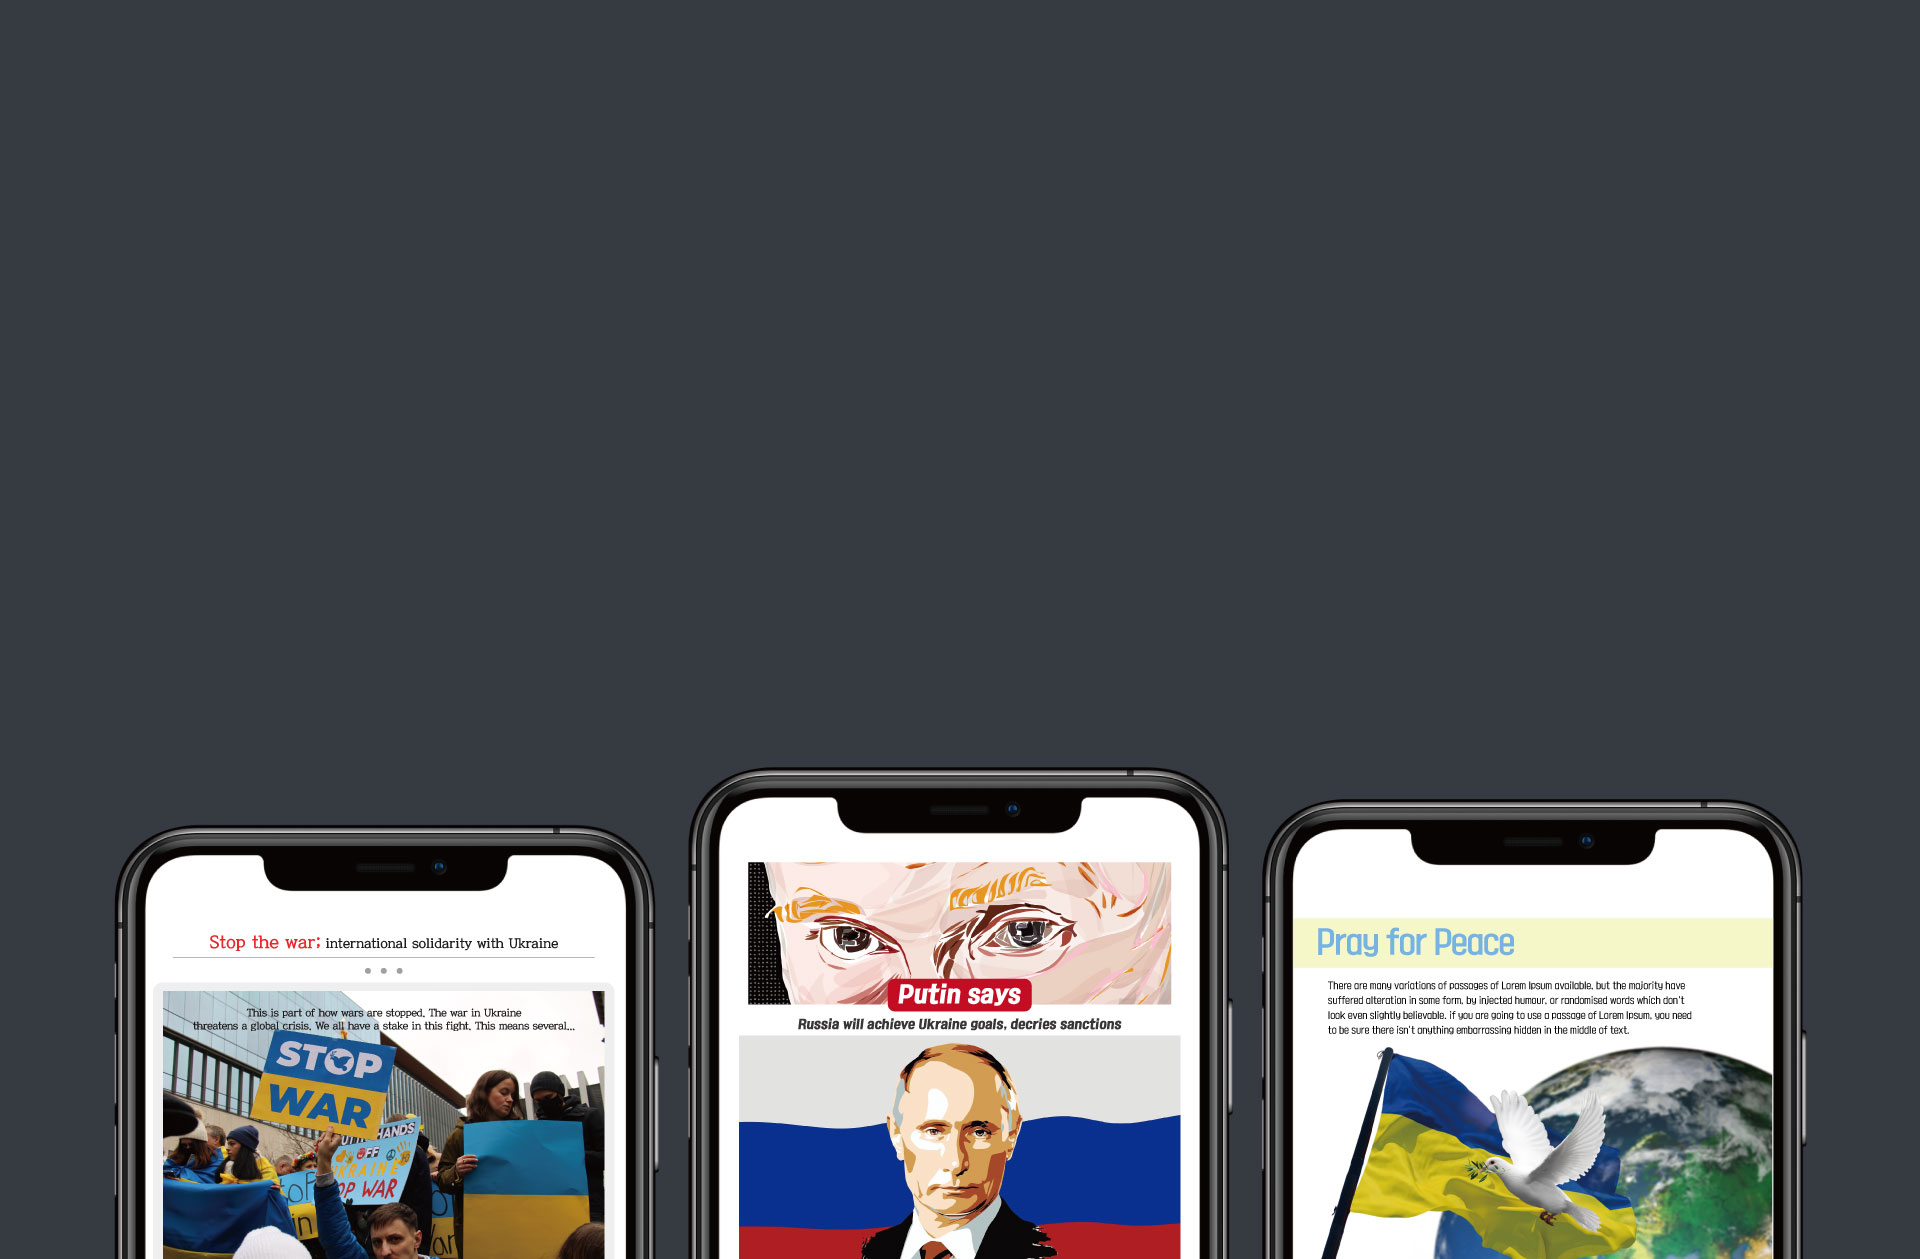 Stop the war; international solidarity with Ukraine
This is part of how wars are stopped. The war in Ukraine
threatens a global crisis. We all have a stake in this fight. This means several...
STOP
WAR
HANDS
OFF
UKRAINE
OP WAR
Putin says
Russia will achieve Ukraine goals, decries sanctions
Pray for Peace
There are many variations of passages of Lorem Ipsum available, but the majority have
suffered alteration in some form, by injected humour, or randomised words which don't
look even slightly believable. if you are going to use a passage of Lorem Ipsum, you need
to be sure there isn't anything embarrassing hidden in the middle of text.